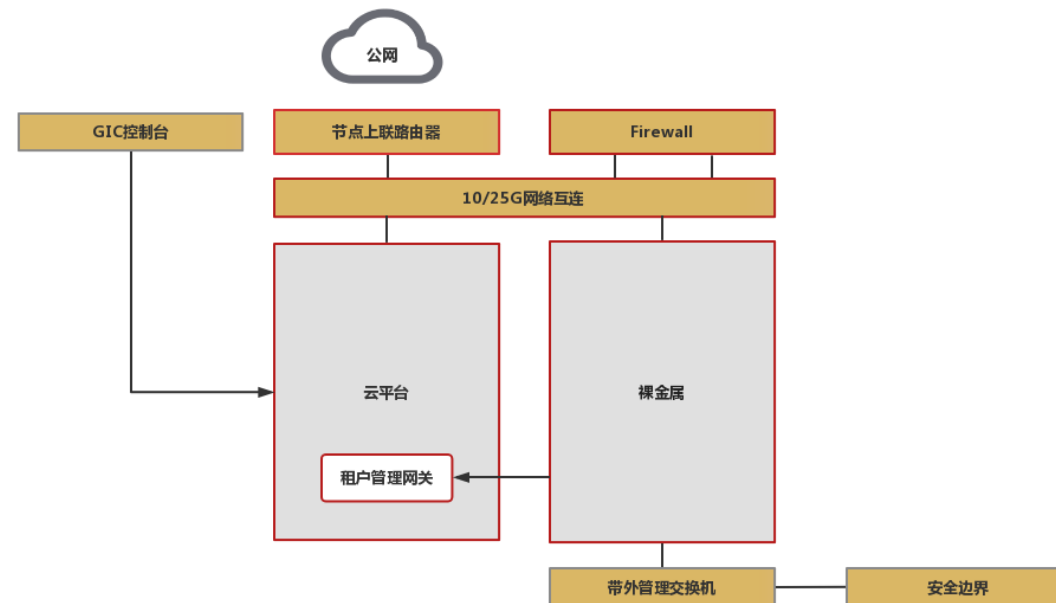 公网
GIC控制台
节点上联路由器
Firewall
10/25G网络互连
云平台
裸金属
租户管理网关
带外管理交换机
安全边界